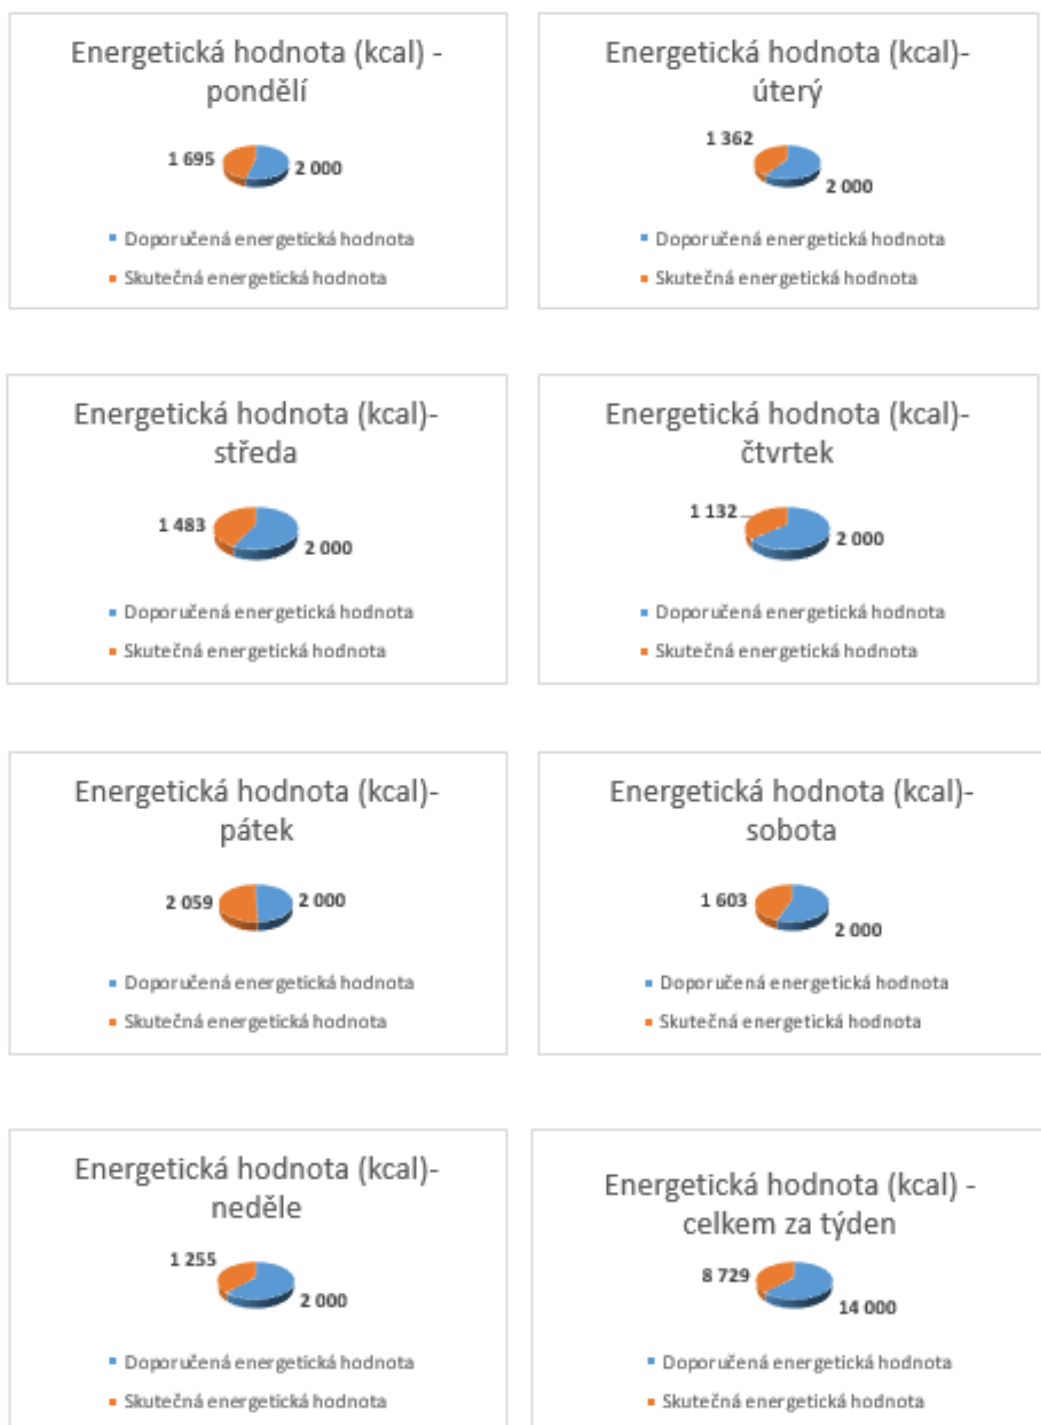 Energetická hodnota (kcal) -
pondělí
1 695
2 000
Doporučená energetická hodnota
Skutečná energetická hodnota
Energetická hodnota (kcal)-
úterý
1 362
2 000
Doporučená energetická hodnota
Skutečná energetická hodnota
Energetická hodnota (kcal)-
středa
1 483
2 000
Doporučená energetická hodnota
Skutečná energetická hodnota
Energetická hodnota (kcal)-
čtvrtek
1 132
2 000
Doporučená energetická hodnota
Skutečná energetická hodnota
Energetická hodnota (kcal)-
pátek
2 059
2 000
Doporučená energetická hodnota
Skutečná energetická hodnota
Energetická hodnota (kcal)-
sobota
1 603
2 000
Doporučená energetická hodnota
Skutečná energetická hodnota
Energetická hodnota (kcal)-
neděle
1 255
2 000
Doporučená energetická hodnota
Skutečná energetická hodnota
Energetická hodnota (kcal) -
celkem za týden
8 729
14 000
Doporučená energetická hodnota
Skutečná energetická hodnota